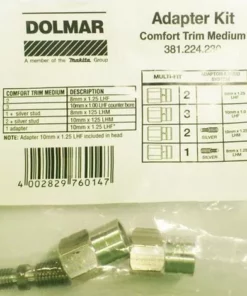 DOLMAR
A member of the Makita Group
Adapter Kit
Comfort Trim Medium
381.224.230
COMFORT TRIM MEDIUM DESCRIPTION
8mm x 1.25 LHF
10mm x 1.00 LHF counter bore
1 + silver stud 8mm x 125 LHM
2 + silver stud 10mm x 125 LHM
1 adapter 10mm x 1.25 LHF
NOTE: Adapter 10mm x 1.25 LHF included in head
MULTI-KIT
2
3
2 SILVER
1 SILVER
4 002829 760147